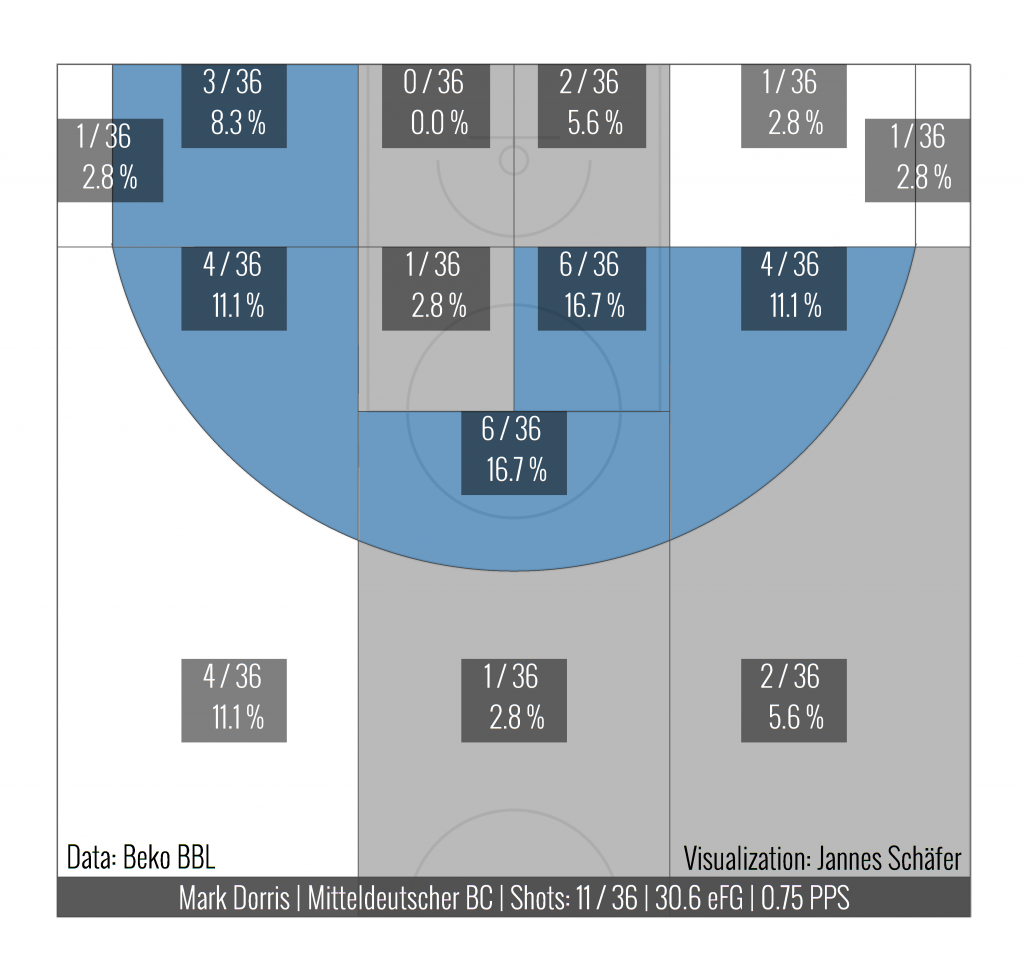 3 / 36
8.3 %
0 / 36
0.0 %
2 / 36
5.6 %
1 / 36
2.8 %
1 / 36
2.8 %
1 / 36
2.8 %
4 / 36
11.1 %
1 / 36
2.8 %
6 / 36
16.7 %
4 / 36
11.1 %
6 / 36
16.7 %
4 / 36
11.1 %
1 / 36
2.8 %
2 / 36
5.6 %
Data: Beko BBL
Visualization: Jannes Schäfer
Mark Dorris | Mitteldeutscher BC | Shots: 11 / 36 | 30.6 eFG | 0.75 PPS